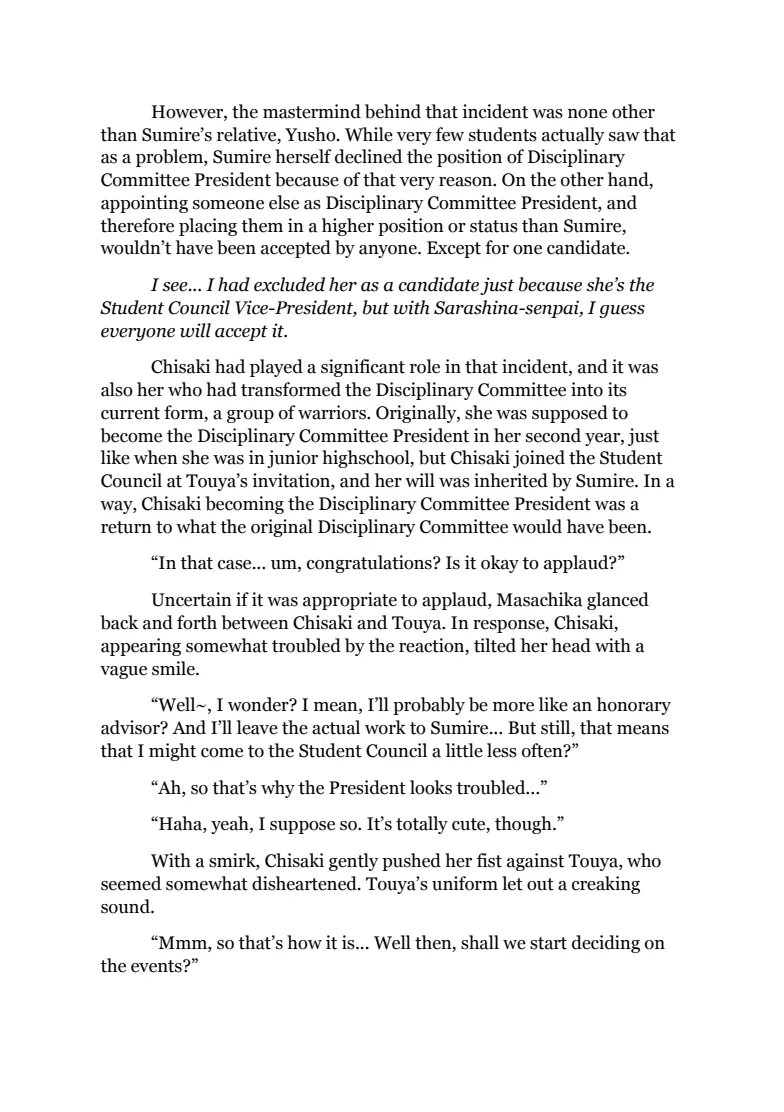 However, the mastermind behind that incident was none other
than Sumire’s relative, Yusho. While very few students actually saw that
as a problem, Sumire herself declined the position of Disciplinary
Committee President because of that very reason. On the other hand,
appointing someone else as Disciplinary Committee President, and
therefore placing them in a higher position or status than Sumire,
wouldn’t have been accepted by anyone. Except for one candidate.
I see... I had excluded her as a candidate just because she’s the
Student Council Vice-President, but with Sarashina-senpai, I guess
everyone will accept it.
Chisaki had played a significant role in that incident, and it was
also her who had transformed the Disciplinary Committee into its
current form, a group of warriors. Originally, she was supposed to
become the Disciplinary Committee President in her second year, just
like when she was in junior highschool, but Chisaki joined the Student
Council at Touya’s invitation, and her will was inherited by Sumire. In a
way, Chisaki becoming the Disciplinary Committee President was a
return to what the original Disciplinary Committee would have been.
“In that case... um, congratulations? Is it okay to applaud?”
Uncertain if it was appropriate to applaud, Masachika glanced
back and forth between Chisaki and Touya. In response, Chisaki,
appearing somewhat troubled by the reaction, tilted her head with a
vague smile.
“Well~, I wonder? I mean, I’ll probably be more like an honorary
advisor? And I’ll leave the actual work to Sumire... But still, that means
that I might come to the Student Council a little less often?”
“Ah, so that’s why the President looks troubled...”
“Haha, yeah, I suppose so. It’s totally cute, though.”
With a smirk, Chisaki gently pushed her fist against Touya, who
seemed somewhat disheartened. Touya’s uniform let out a creaking
sound.
“Mmm, so that’s how it is... Well then, shall we start deciding on
the events?”